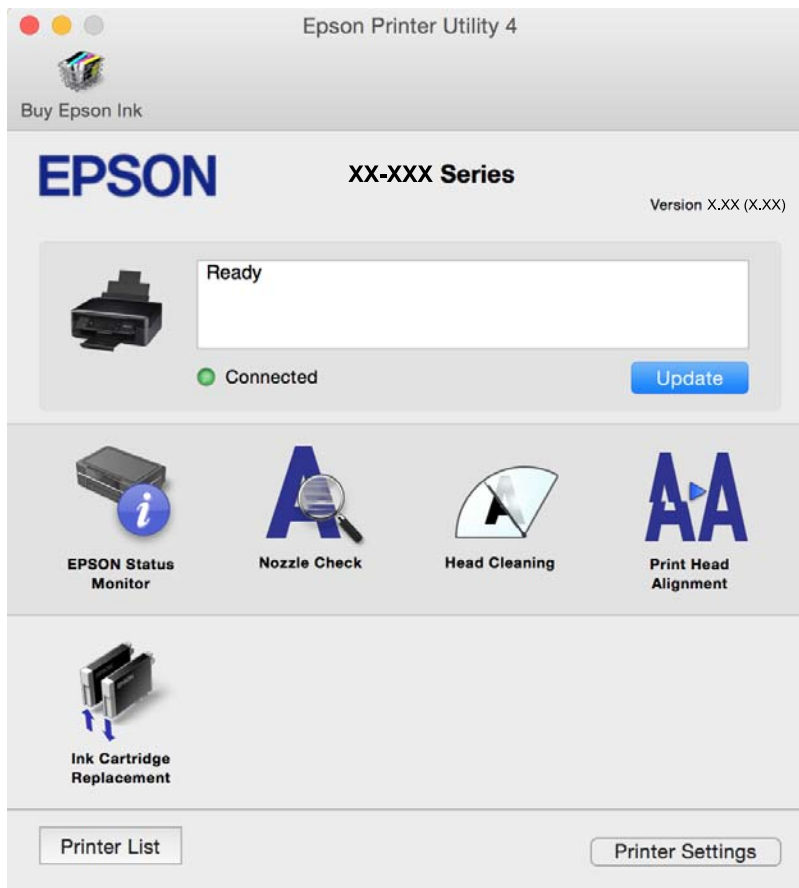 Epson Printer Utility 4
Buy Epson Ink
EPSON
XX-XXX Series
Version X.XX (X.XX)
Ready
Connected
Update
EPSON Status
Monitor
Nozzle Check
Head Cleaning
Print Head
Alignment
Ink Cartridge
Replacement
Printer List
Printer Settings